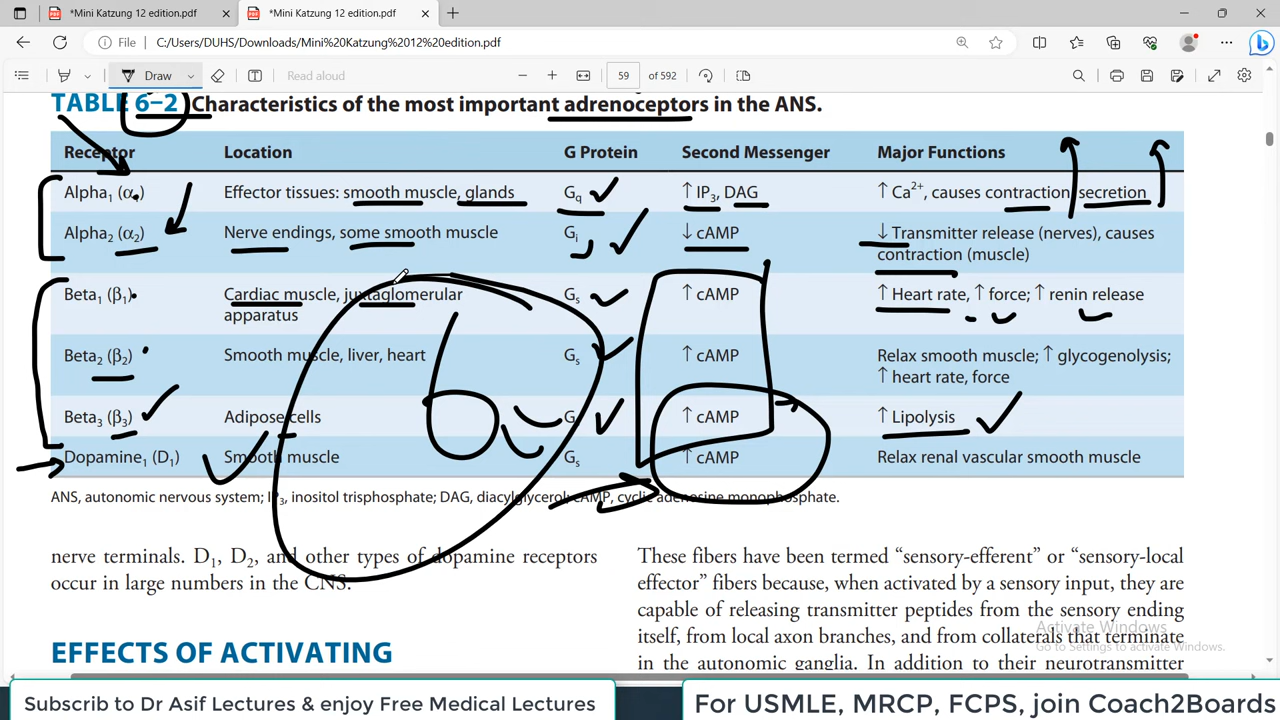 *Mini Katzung 12 edition.pdf
*Mini Katzung 12 edition.pdf
File C:/Users/DUHS/Downloads/Mini%20Katzung%2012%20edition.pdf
Draw Read aloud 59 of 592
TABLE 6–2 Characteristics of the most important adrenoceptors in the ANS.
Receptor Location G Protein Second Messenger Major Functions
Alpha1 (α1) Effector tissues: smooth muscle, glands Gq ↑ IP3, DAG ↑ Ca2+, causes contraction, secretion
Alpha2 (α2) Nerve endings, some smooth muscle Gi ↓ cAMP ↓ Transmitter release (nerves), causes
contraction (muscle)
Beta1 (β1) Cardiac muscle, juxtaglomerular Gs ↑ cAMP ↑ Heart rate, ↑ force; ↑ renin release
apparatus
Beta2 (β2) Smooth muscle, liver, heart Gs ↑ cAMP Relax smooth muscle; ↑ glycogenolysis;
↑ heart rate, force
Beta3 (β3) Adipose cells Gs ↑ cAMP ↑ Lipolysis
Dopamine1 (D1) Smooth muscle Gs ↑ cAMP Relax renal vascular smooth muscle
ANS, autonomic nervous system; IP3, inositol trisphosphate; DAG, diacylglycerol; cAMP, cyclic adenosine monophosphate.
nerve terminals. D1, D2, and other types of dopamine receptors
occur in large numbers in the CNS.
EFFECTS OF ACTIVATING
These fibers have been termed “sensory-efferent” or “sensory-local
effector” fibers because, when activated by a sensory input, they are
capable of releasing transmitter peptides from the sensory ending
itself, from local axon branches, and from collaterals that terminate
in the autonomic ganglia. In addition to their neurotransmitter
Activate Windows
Go to Settings to activate Windows.
Subscrib to Dr Asif Lectures & enjoy Free Medical Lectures
For USMLE, MRCP, FCPS, join Coach2Boards